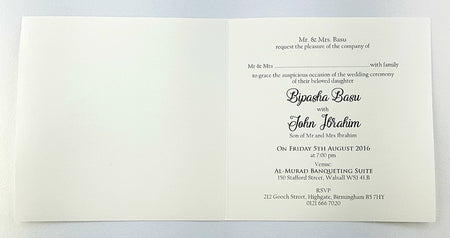 Mr. & Mrs. Basu
request the pleasure of the company of
Mr & Mrs ............................................ with family
to grace the auspicious occasion of the wedding ceremony
of their beloved daughter
Bipasha Basu
with
John Ibrahim
Son of Mr and Mrs Ibrahim
On Friday 5th August 2016
at 7:00 pm
Venue:
Al-Murad Banqueting Suite
150 Stafford Street, Walsall WS1 4LB
RSVP
212 Gooch Street, Highgate, Birmingham B5 7HY
0121 666 7020